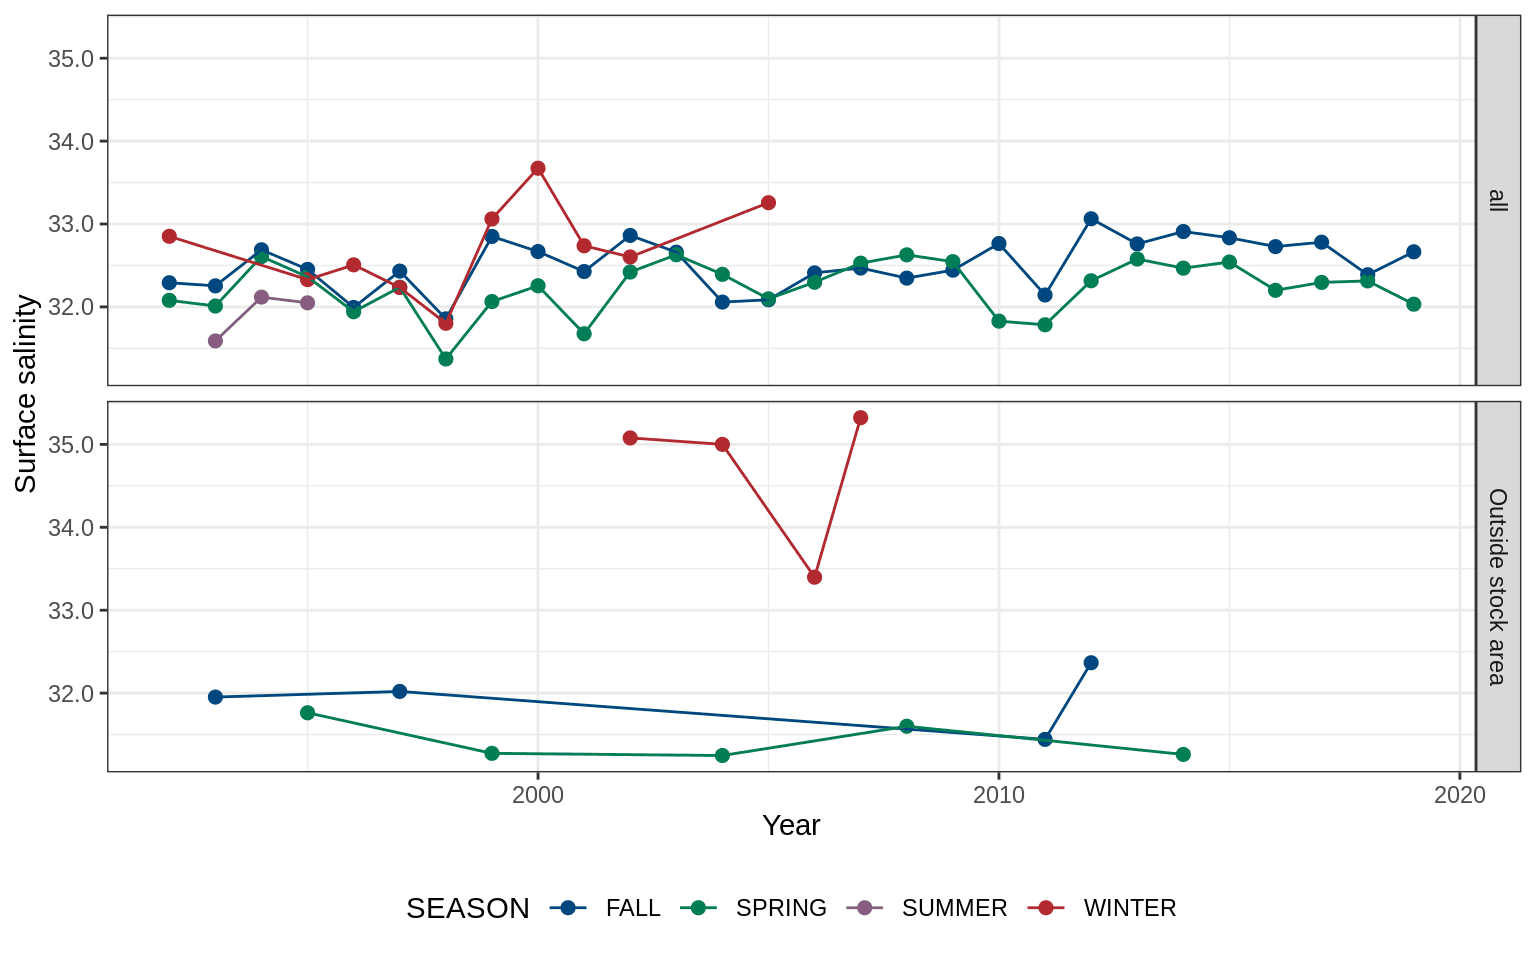 35.0
34.0
33.0
32.0
all
Surface salinity
35.0
34.0
33.0
32.0
Outside stock area
2000 2010 2020
Year
SEASON FALL SPRING SUMMER WINTER